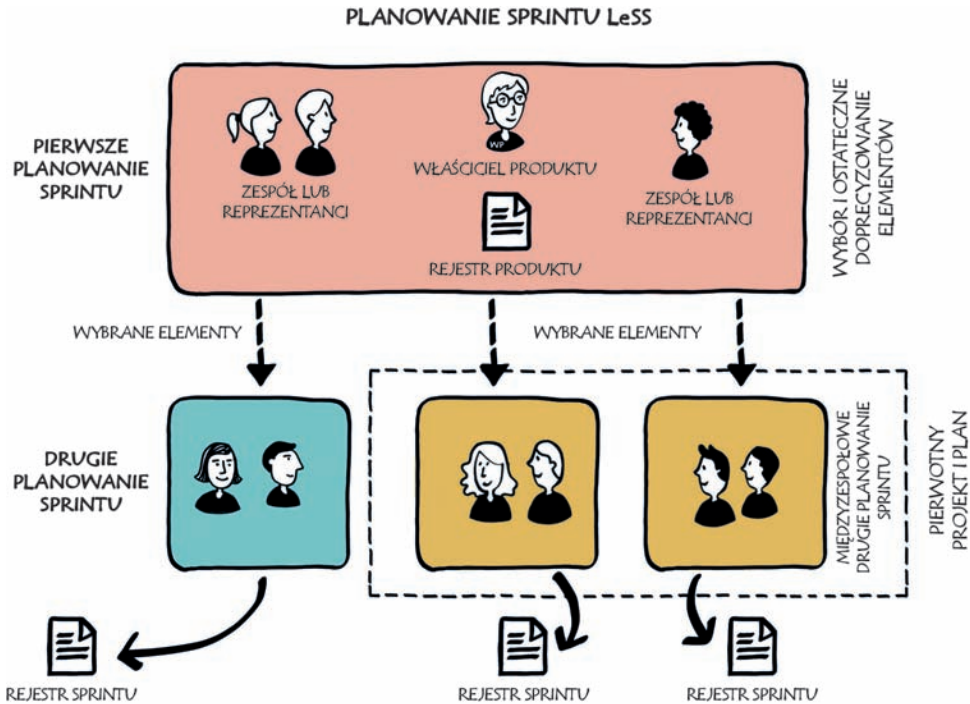 PLANOWANIE SPRINTU LeSS
PIERWSZE
PLANOWANIE
SPRINTU
ZESPÓŁ LUB
REPREZENTANCI
WP
WŁAŚCICIEL PRODUKTU
REJESTR PRODUKTU
ZESPÓŁ LUB
REPREZENTANCI
WYBÓR I OSTATECZNE
DOPRECYZOWANIE
ELEMENTÓW
WYBRANE ELEMENTY
WYBRANE ELEMENTY
DRUGIE
PLANOWANIE
SPRINTU
MIĘDZYZESPOŁOWE
DRUGIE PLANOWANIE
SPRINTU
PIERWOTNY
PROJEKT I PLAN
REJESTR SPRINTU
REJESTR SPRINTU
REJESTR SPRINTU